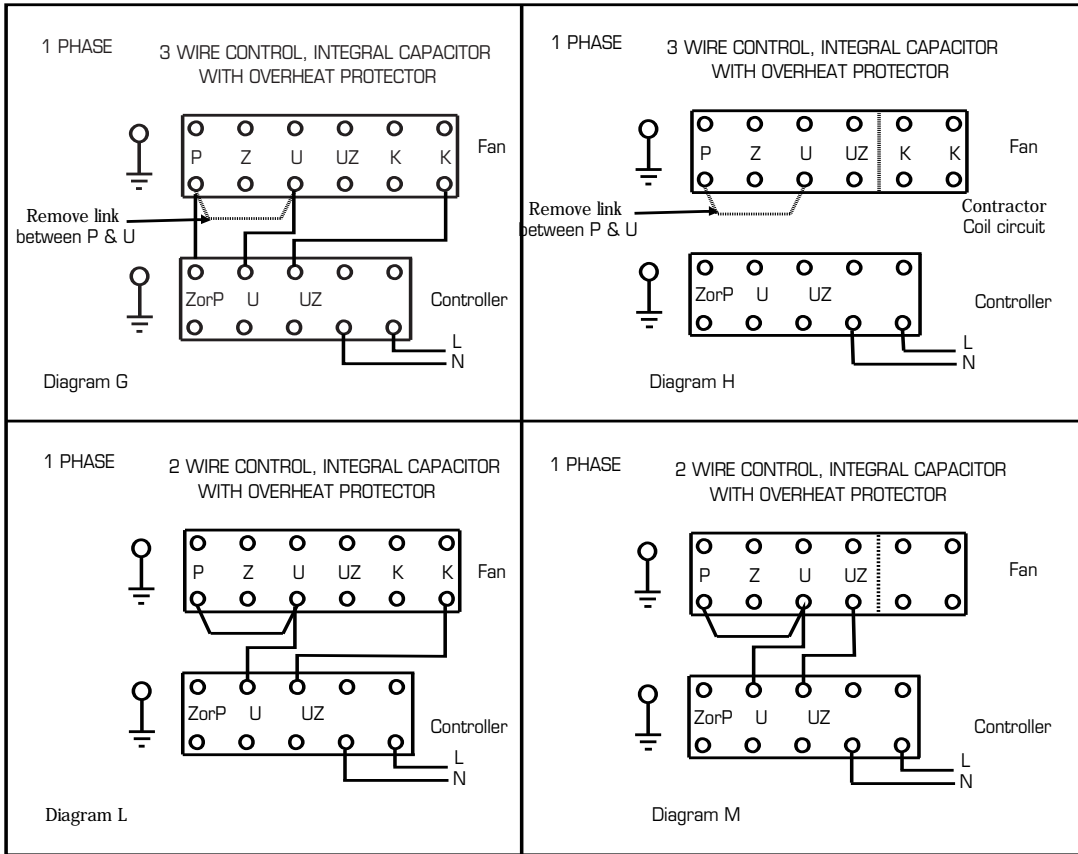 1 PHASE
3 WIRE CONTROL, INTEGRAL CAPACITOR
WITH OVERHEAT PROTECTOR
P Z U UZ K K
Fan
Remove link
between P & U
ZorP U UZ
Controller
L
N
Diagram G
1 PHASE
3 WIRE CONTROL, INTEGRAL CAPACITOR
WITH OVERHEAT PROTECTOR
P Z U UZ K K
Fan
Remove link
between P & U
Contractor
Coil circuit
ZorP U UZ
Controller
L
N
Diagram H
1 PHASE
2 WIRE CONTROL, INTEGRAL CAPACITOR
WITH OVERHEAT PROTECTOR
P Z U UZ K K
Fan
ZorP U UZ
Controller
L
N
Diagram L
1 PHASE
2 WIRE CONTROL, INTEGRAL CAPACITOR
WITH OVERHEAT PROTECTOR
P Z U UZ
Fan
ZorP U UZ
Controller
L
N
Diagram M